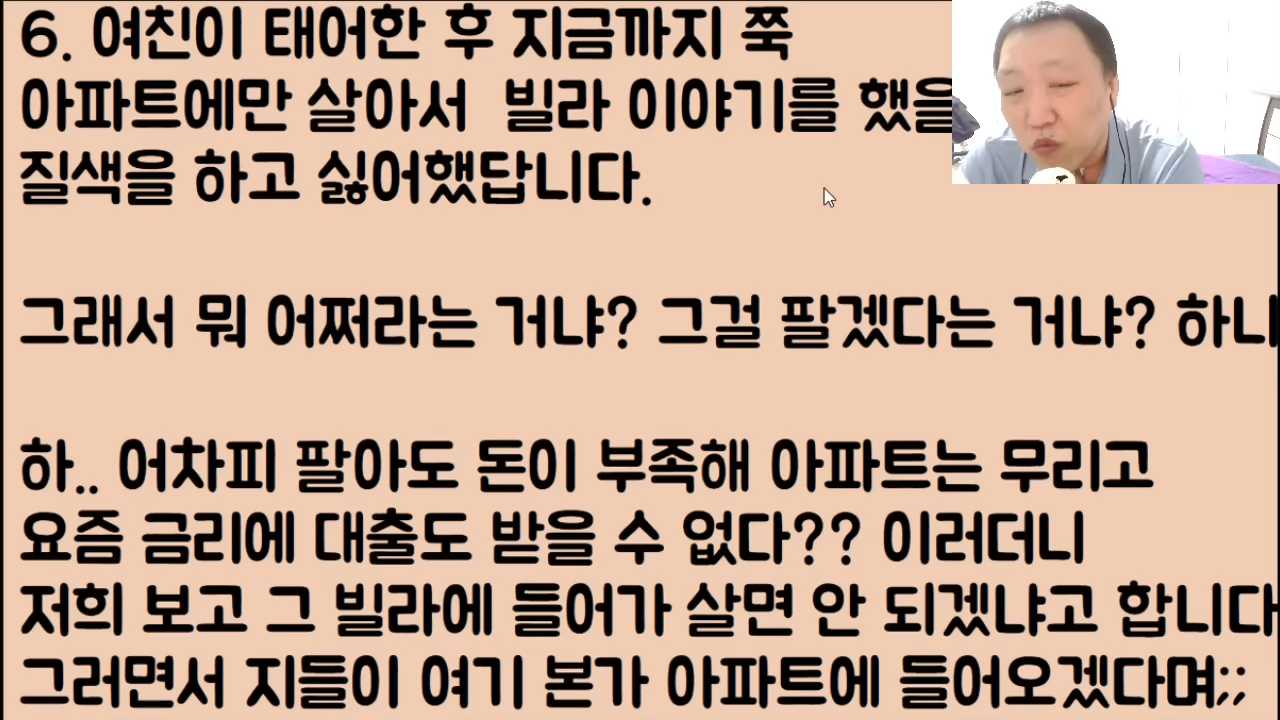 6. 여친이 태어한 후 지금까지 쭉
아파트에만 살아서 빌라 이야기를 했을
질색을 하고 싫어했답니다.
그래서 뭐 어쩌라는 거냐? 그걸 팔겠다는 거냐? 하니
하.. 어차피 팔아도 돈이 부족해 아파트는 무리고
요즘 금리에 대출도 받을 수 없다?? 이러더니
저희 보고 그 빌라에 들어가 살면 안 되겠냐고 합니다
그러면서 지들이 여기 본가 아파트에 들어오겠다며;;